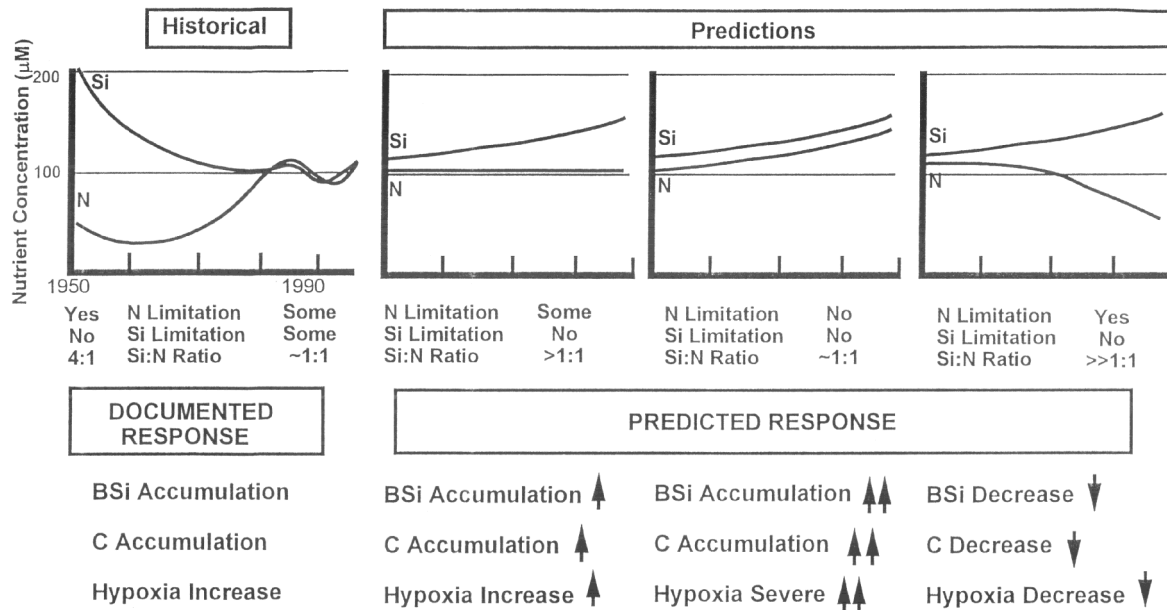 Historical
Predictions
Nutrient Concentration (µM)
200
Si
100
N
0
1950
1990
Si
N
Si
N
Si
N
Yes N Limitation Some
No Si Limitation Some
4:1 Si:N Ratio ~1:1
N Limitation Some
Si Limitation No
Si:N Ratio >1:1
N Limitation No
Si Limitation No
Si:N Ratio ~1:1
N Limitation Yes
Si Limitation No
Si:N Ratio >>1:1
DOCUMENTED
RESPONSE
PREDICTED RESPONSE
BSi Accumulation
C Accumulation
Hypoxia Increase
BSi Accumulation
C Accumulation
Hypoxia Increase
BSi Accumulation
C Accumulation
Hypoxia Severe
BSi Decrease
C Decrease
Hypoxia Decrease